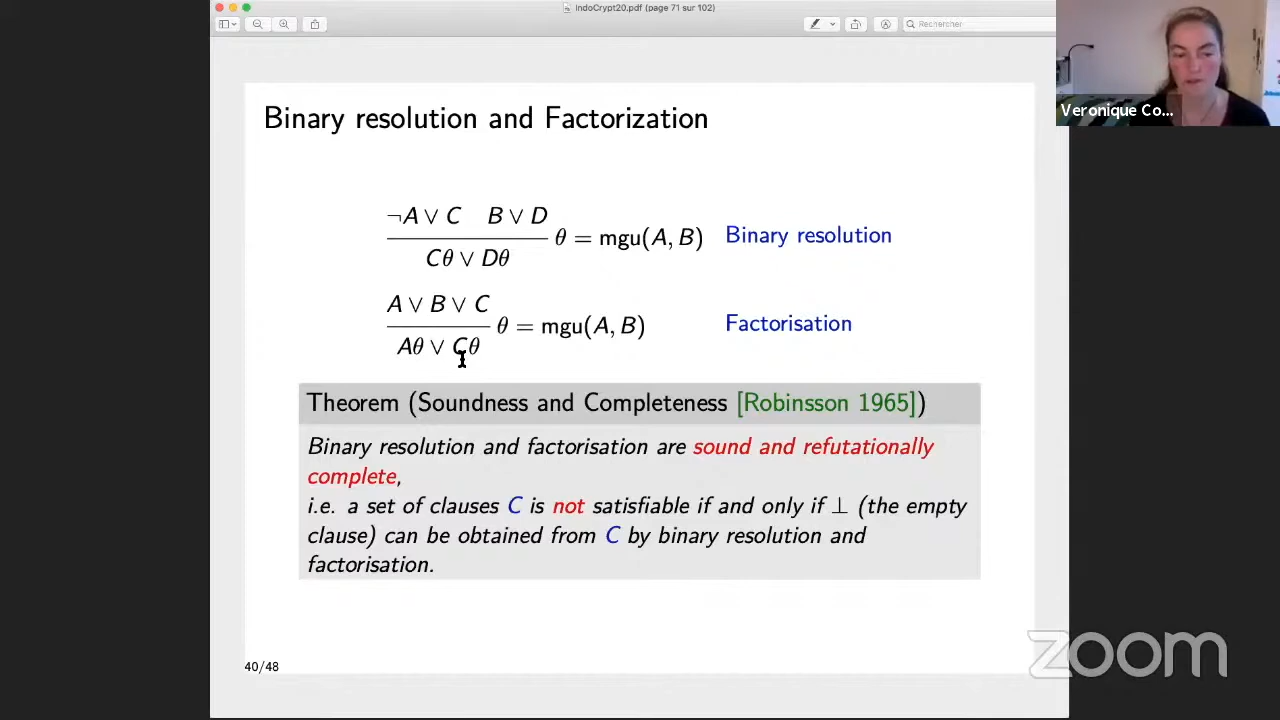 IndoCrypt20.pdf (page 71 sur 102)
Rechercher
Veronique Co...
Binary resolution and Factorization
¬A ∨ C B ∨ D
θ = mgu(A, B) Binary resolution
Cθ ∨ Dθ
A ∨ B ∨ C
θ = mgu(A, B) Factorisation
Aθ ∨ Cθ
Theorem (Soundness and Completeness [Robinsson 1965])
Binary resolution and factorisation are sound and refutationally
complete,
i.e. a set of clauses C is not satisfiable if and only if ⊥ (the empty
clause) can be obtained from C by binary resolution and
factorisation.
40/48
zoom